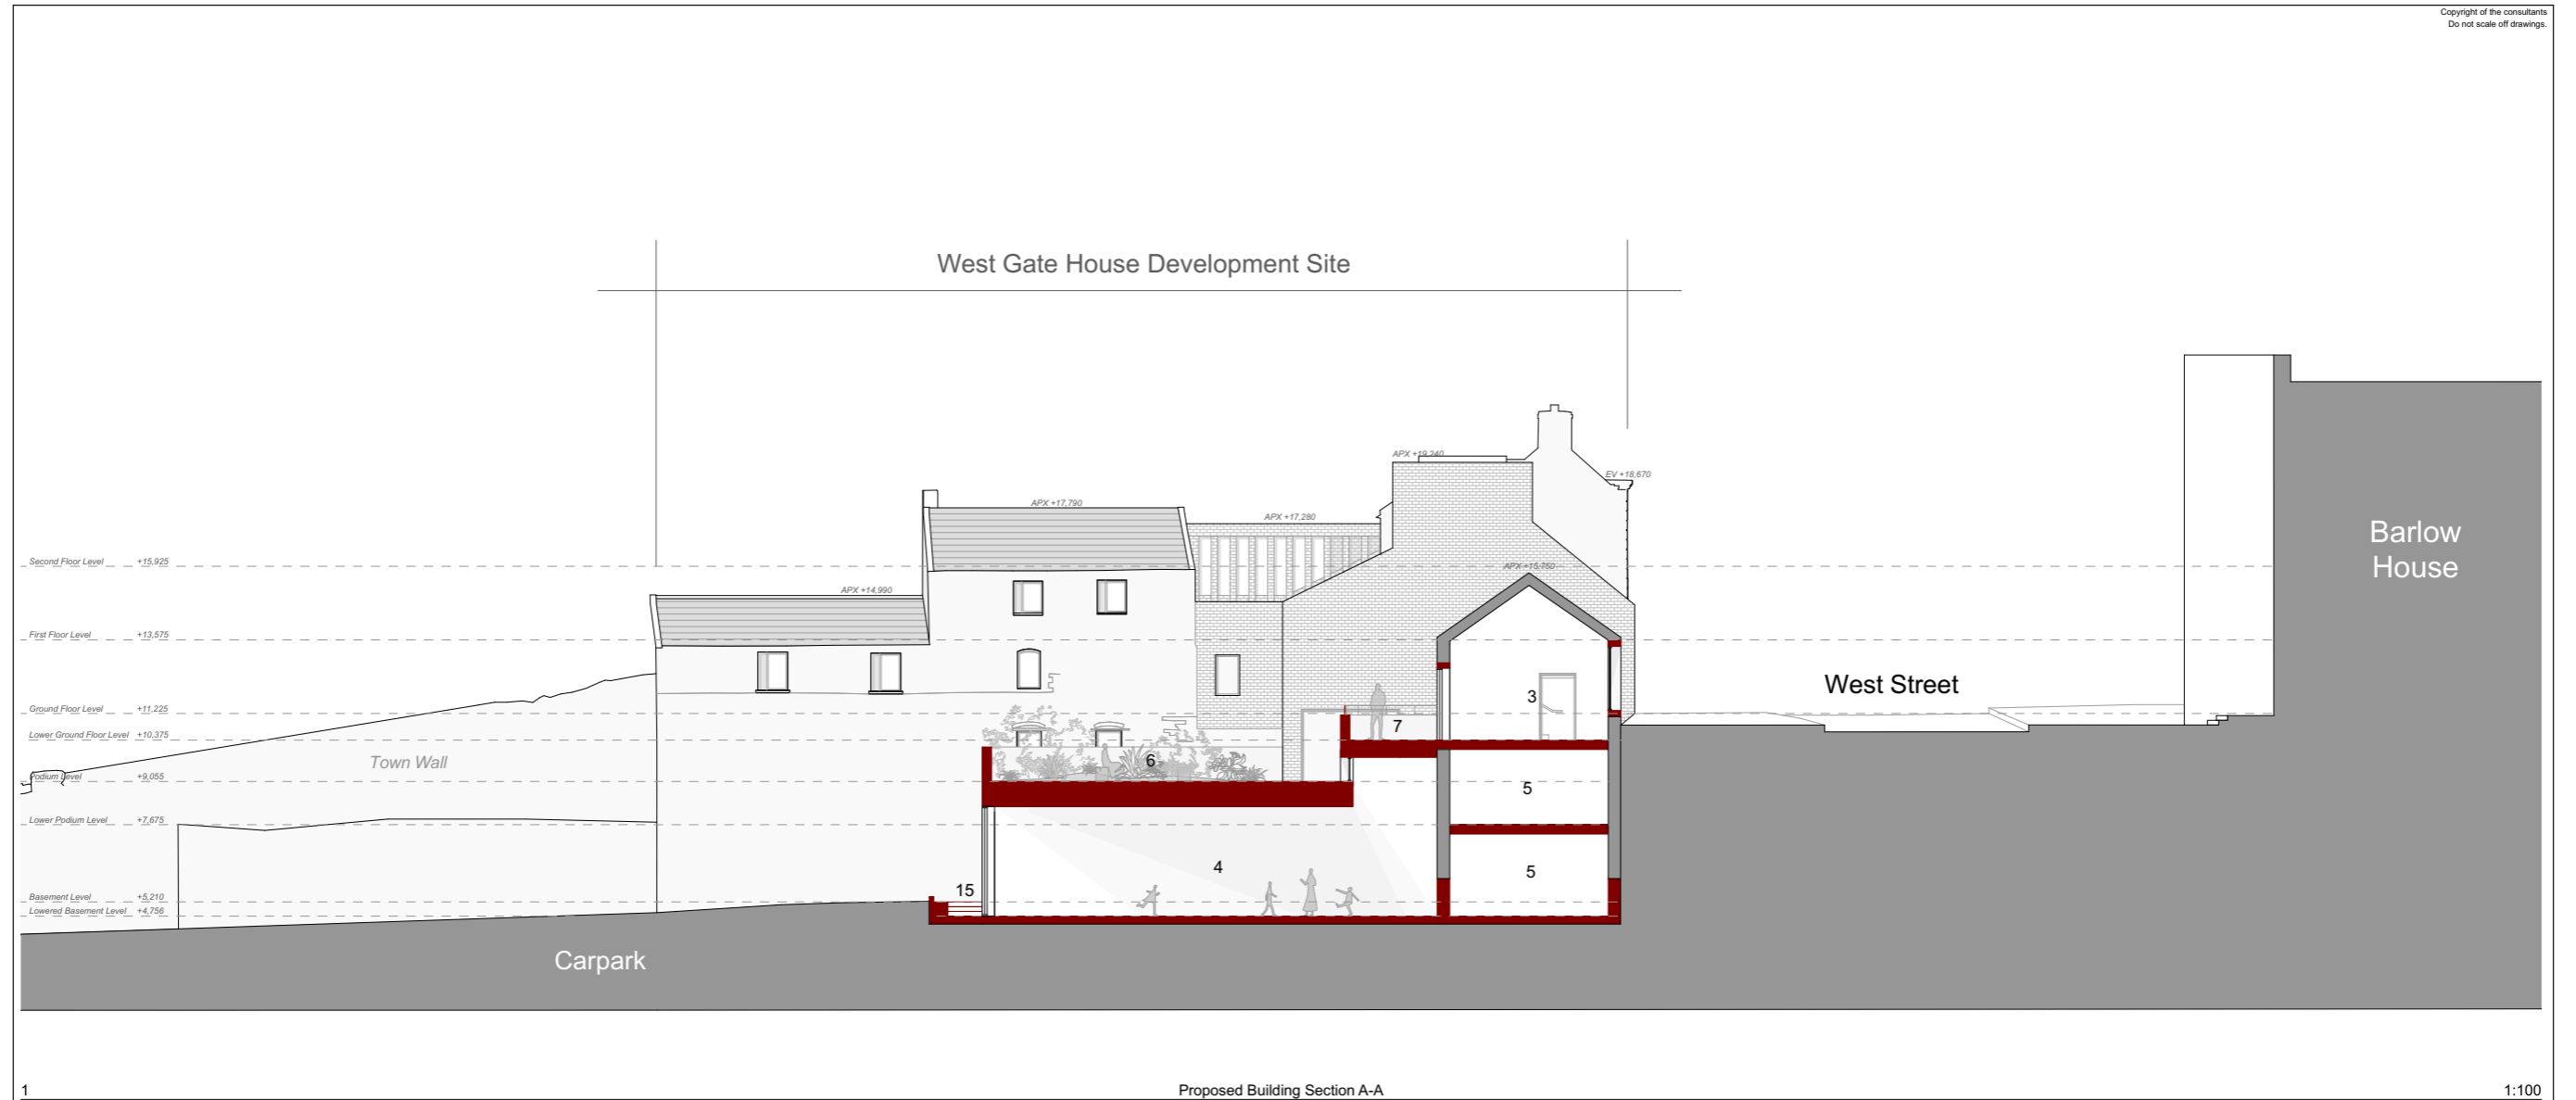 Copyright of the consultants
Do not scale off drawings.
West Gate House Development Site
APX +19,240
EV +18,670
APX +17,790
APX +17,280
Barlow
House
Second Floor Level +15,925
APX +15,750
APX +14,990
First Floor Level +13,575
West Street
3
Ground Floor Level +11,225
7
Lower Ground Floor Level +10,375
Town Wall
6
Podium Level +9,055
5
Lower Podium Level +7,675
4
5
15
Basement Level +5,210
Lowered Basement Level +4,756
Carpark
1
Proposed Building Section A-A
1:100